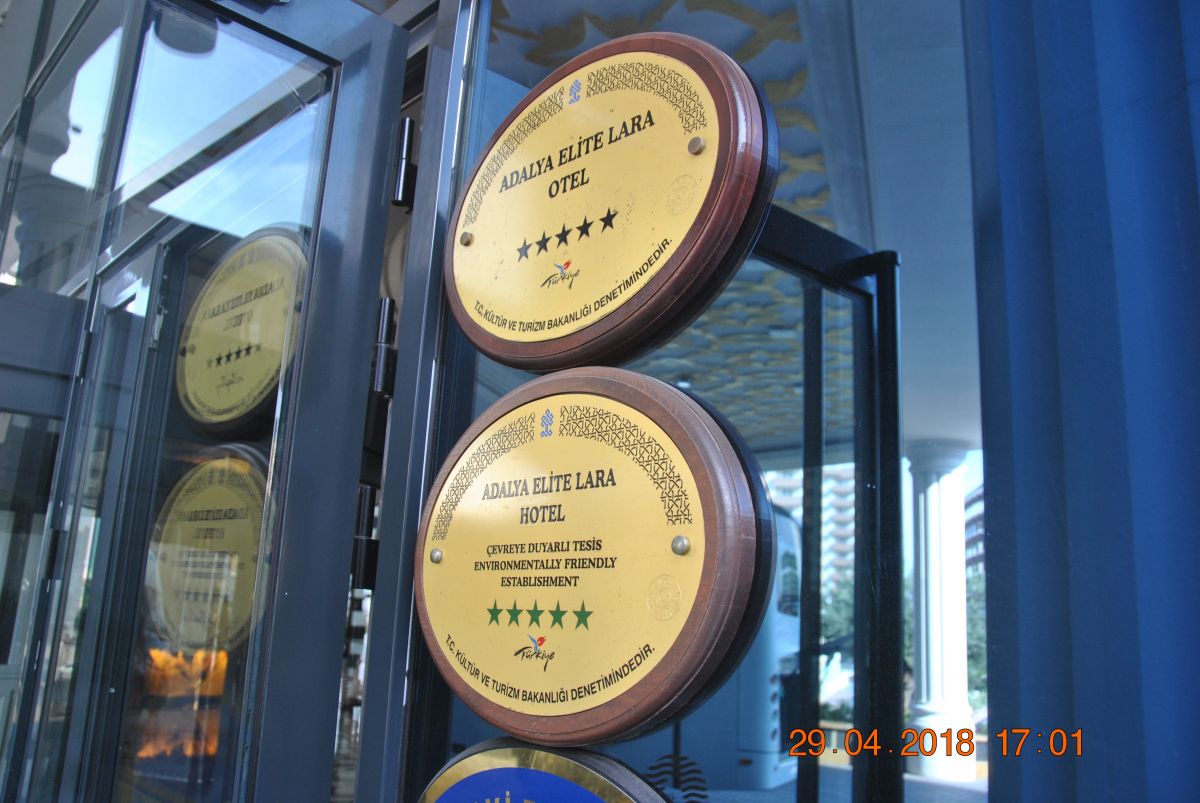 ADALYA ELİTE LARA
OTEL
Türkiye
T.C. KÜLTÜR VE TURİZM BAKANLIĞI DENETİMİNDEDİR.
ADALYA ELİTE LARA
HOTEL
ÇEVREYE DUYARLI TESİS
ENVIRONMENTALLY FRIENDLY
ESTABLISHMENT
Türkiye
T.C. KÜLTÜR VE TURİZM BAKANLIĞI DENETİMİNDEDİR.
29.04.2018 17:01